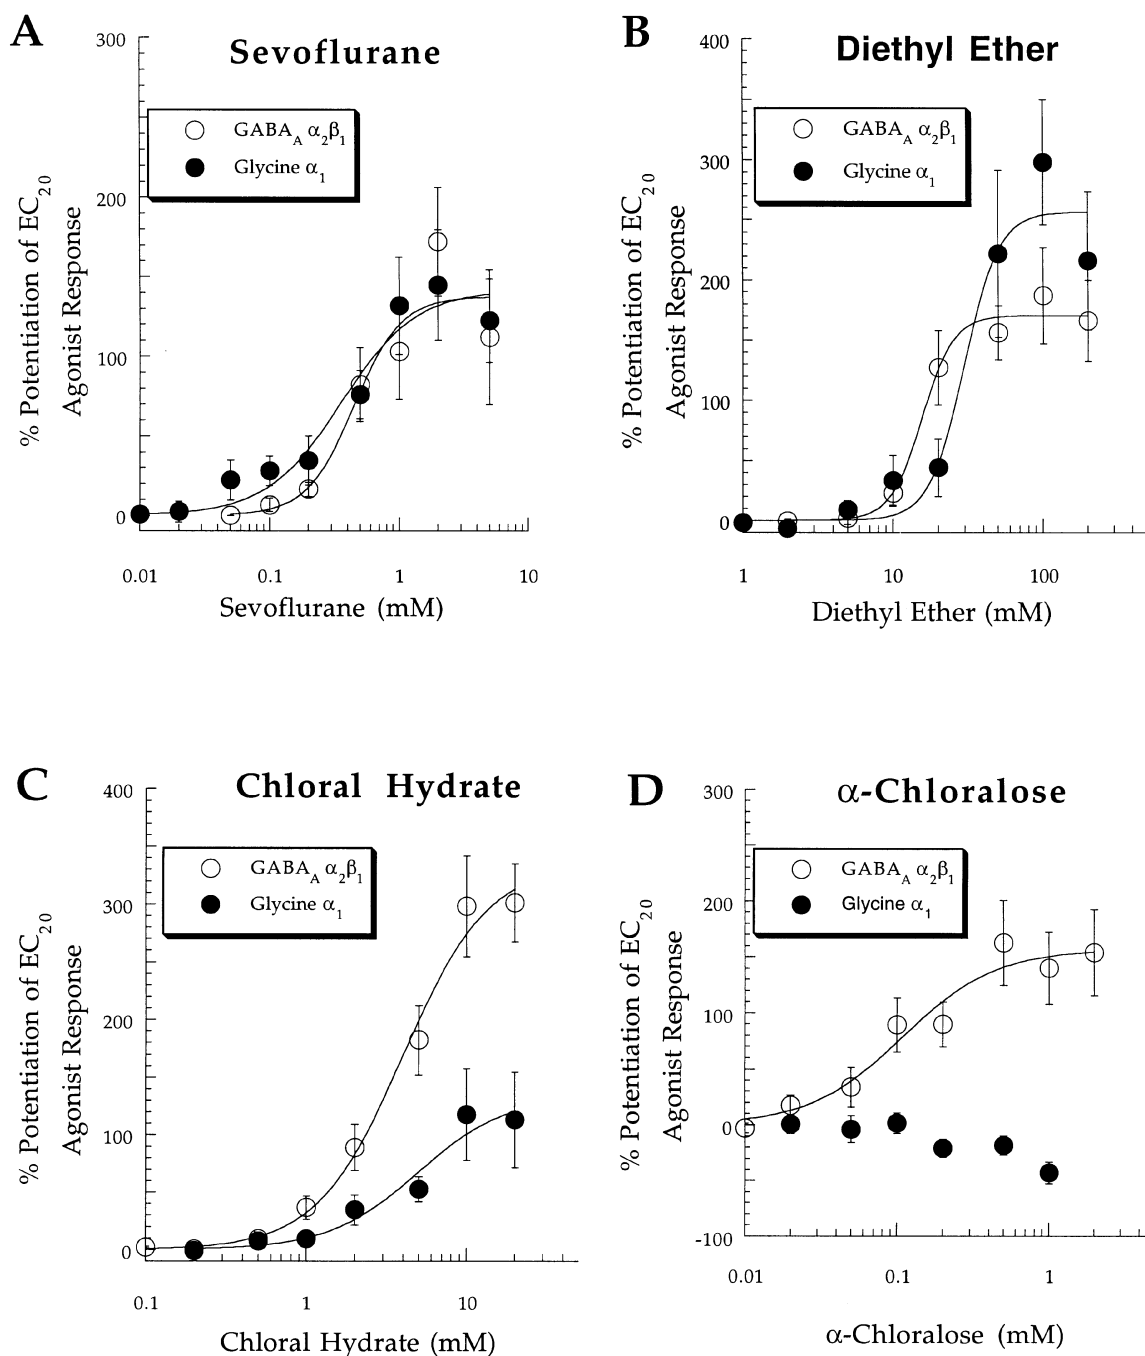 A
Sevoflurane
300
200
100
0
GABA_A α₂β₁
Glycine α₁
% Potentiation of EC₂₀
Agonist Response
0.01 0.1 1 10
Sevoflurane (mM)
B
Diethyl Ether
400
300
200
100
0
GABA_A α₂β₁
Glycine α₁
% Potentiation of EC₂₀
Agonist Response
1 10 100
Diethyl Ether (mM)
C
Chloral Hydrate
400
300
200
100
0
GABA_A α₂β₁
Glycine α₁
% Potentiation of EC₂₀
Agonist Response
0.1 1 10
Chloral Hydrate (mM)
D
α-Chloralose
300
200
100
0
-100
GABA_A α₂β₁
Glycine α₁
% Potentiation of EC₂₀
Agonist Response
0.01 0.1 1
α-Chloralose (mM)